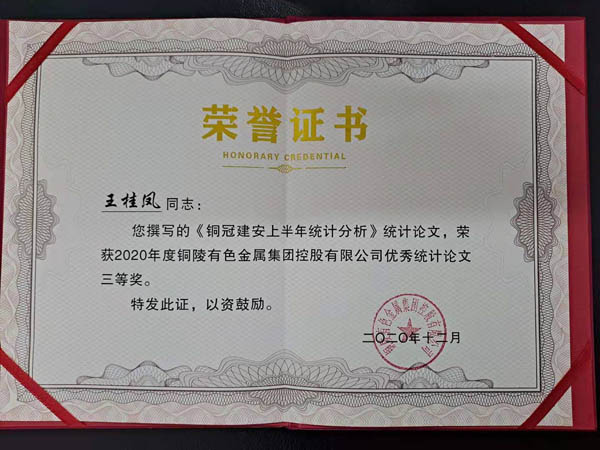 荣誉证书
HONORARY CREDENTIAL
王桂凤同志：
您撰写的《铜冠建安上半年统计分析》统计论文，荣
获2020年度铜陵有色金属集团控股有限公司优秀统计论文
三等奖。
特发此证，以资鼓励。
二〇二〇年十二月